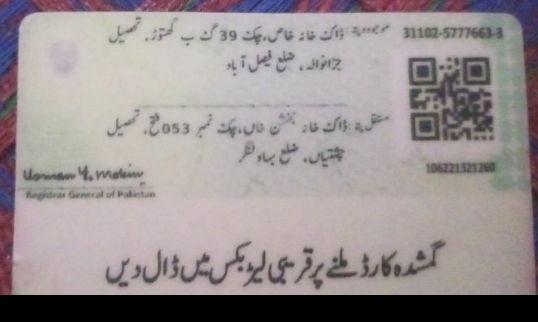 موجودہ پتہ: ڈاک خانہ خاص، چک 39 گ ب گھتوڑ، تحصیل
31102-5777663-3
جڑانوالہ، ضلع فیصل آباد
مستقل پتہ: ڈاک خانہ بخشن خاں، چک نمبر 053 فتح، تحصیل
چشتیاں، ضلع بہاولنگر
106221321260
Usman Y. Mobin
Registrar General of Pakistan
گمشدہ کارڈ ملنے پر قریبی لیٹر بکس میں ڈال دیں